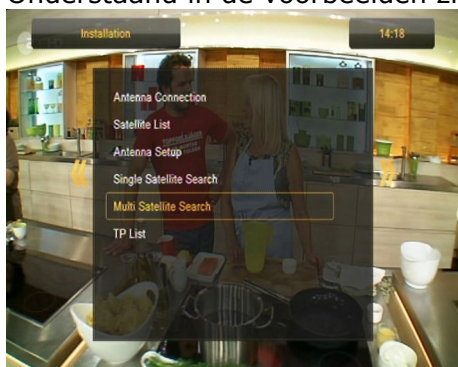 Onderstaand in de voorbeelden zi
Installation
14:18
Antenna Connection
Satellite List
Antenna Setup
Single Satellite Search
Multi Satellite Search
TP List